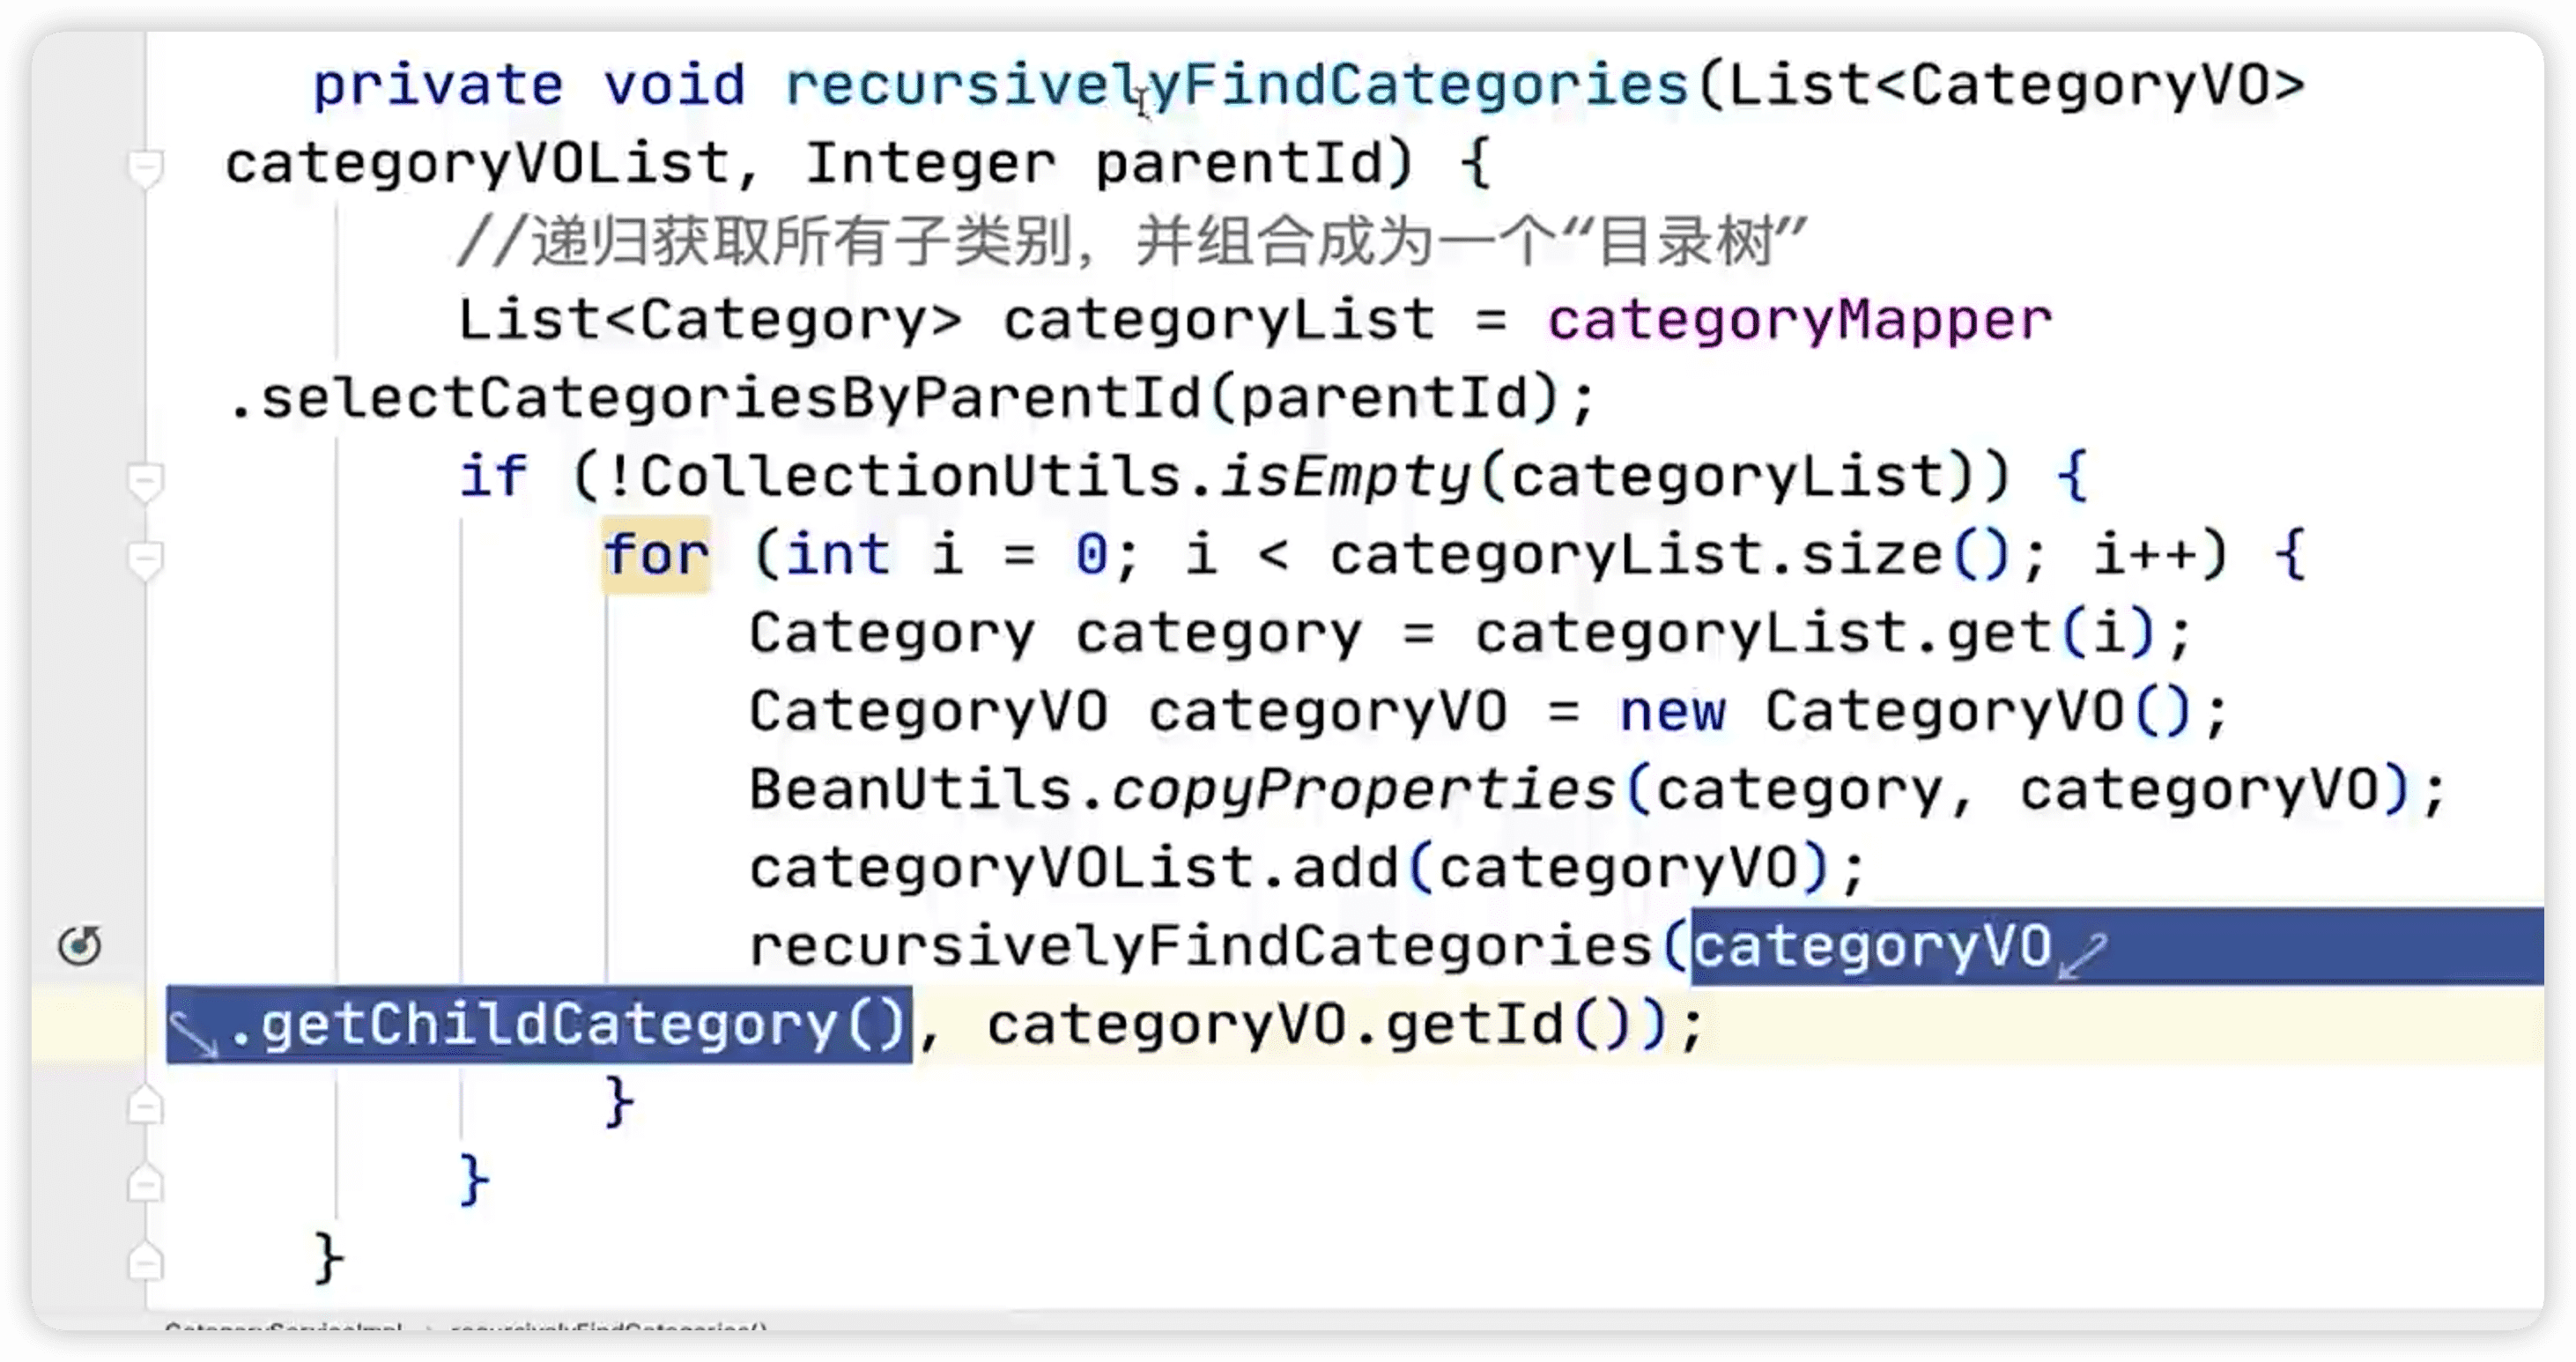 private void recursivelyFindCategories(List<CategoryVO>
categoryVOList, Integer parentId) {
//递归获取所有子类别，并组合成为一个“目录树”
List<Category> categoryList = categoryMapper
.selectCategoriesByParentId(parentId);
if (!CollectionUtils.isEmpty(categoryList)) {
for (int i = 0; i < categoryList.size(); i++) {
Category category = categoryList.get(i);
CategoryVO categoryVO = new CategoryVO();
BeanUtils.copyProperties(category, categoryVO);
categoryVOList.add(categoryVO);
recursivelyFindCategories(categoryVO
.getChildCategory(), categoryVO.getId());
}
}
}
CategoryServiceImpl > recursivelyFindCategories()